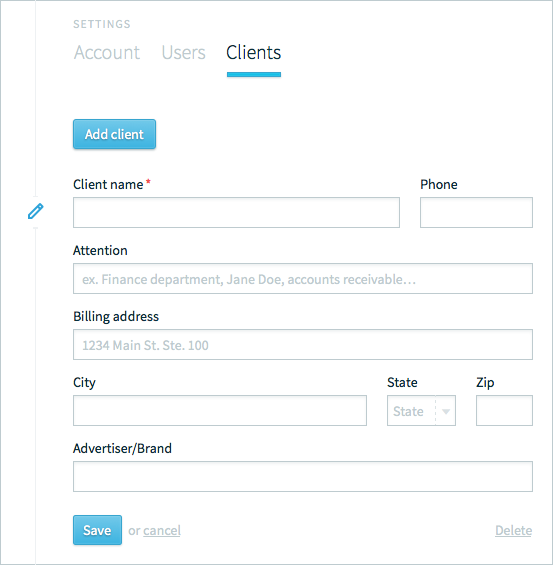 SETTINGS
Account Users Clients
Add client
Client name * Phone
Attention
ex. Finance department, Jane Doe, accounts receivable…
Billing address
1234 Main St. Ste. 100
City State Zip
State
Advertiser/Brand
Save or cancel Delete